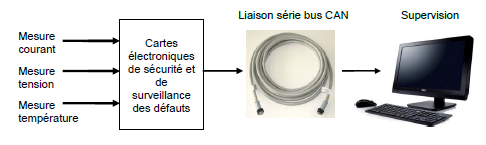 Liaison série bus CAN
Supervision
Mesure
courant
Mesure
tension
Mesure
température
Cartes
électroniques
de sécurité et
de
surveillance
des défauts